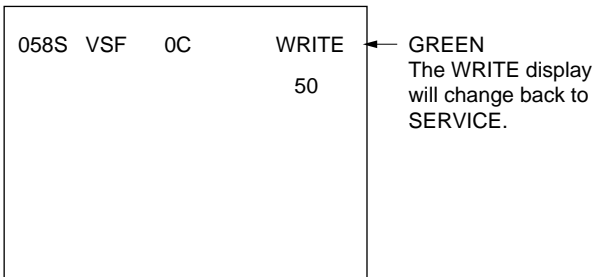 058S VSF 0C WRITE
50
GREEN
The WRITE display
will change back to
SERVICE.